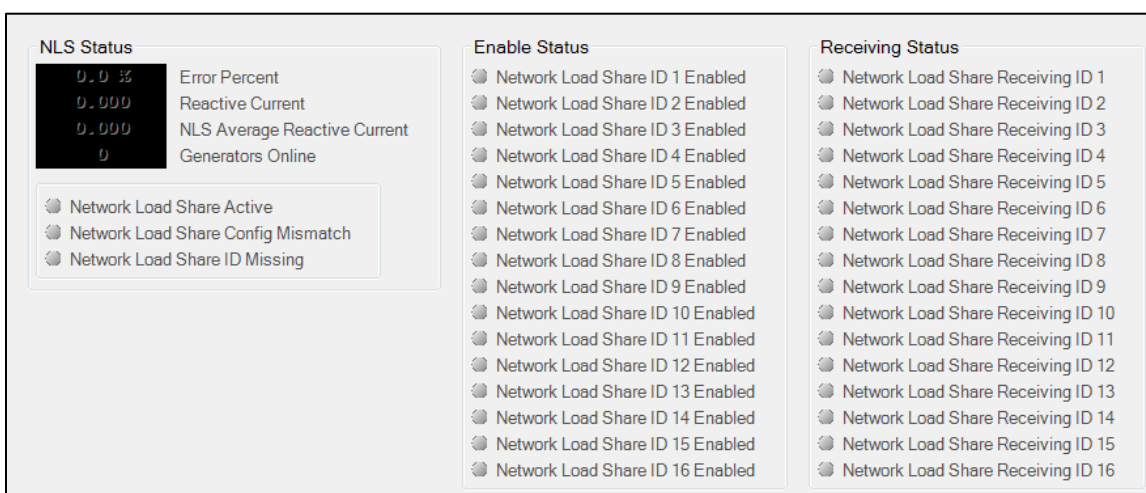 NLS Status
0.0 %
Error Percent
0.000
Reactive Current
0.000
NLS Average Reactive Current
0
Generators Online
Network Load Share Active
Network Load Share Config Mismatch
Network Load Share ID Missing
Enable Status
Network Load Share ID 1 Enabled
Network Load Share ID 2 Enabled
Network Load Share ID 3 Enabled
Network Load Share ID 4 Enabled
Network Load Share ID 5 Enabled
Network Load Share ID 6 Enabled
Network Load Share ID 7 Enabled
Network Load Share ID 8 Enabled
Network Load Share ID 9 Enabled
Network Load Share ID 10 Enabled
Network Load Share ID 11 Enabled
Network Load Share ID 12 Enabled
Network Load Share ID 13 Enabled
Network Load Share ID 14 Enabled
Network Load Share ID 15 Enabled
Network Load Share ID 16 Enabled
Receiving Status
Network Load Share Receiving ID 1
Network Load Share Receiving ID 2
Network Load Share Receiving ID 3
Network Load Share Receiving ID 4
Network Load Share Receiving ID 5
Network Load Share Receiving ID 6
Network Load Share Receiving ID 7
Network Load Share Receiving ID 8
Network Load Share Receiving ID 9
Network Load Share Receiving ID 10
Network Load Share Receiving ID 11
Network Load Share Receiving ID 12
Network Load Share Receiving ID 13
Network Load Share Receiving ID 14
Network Load Share Receiving ID 15
Network Load Share Receiving ID 16